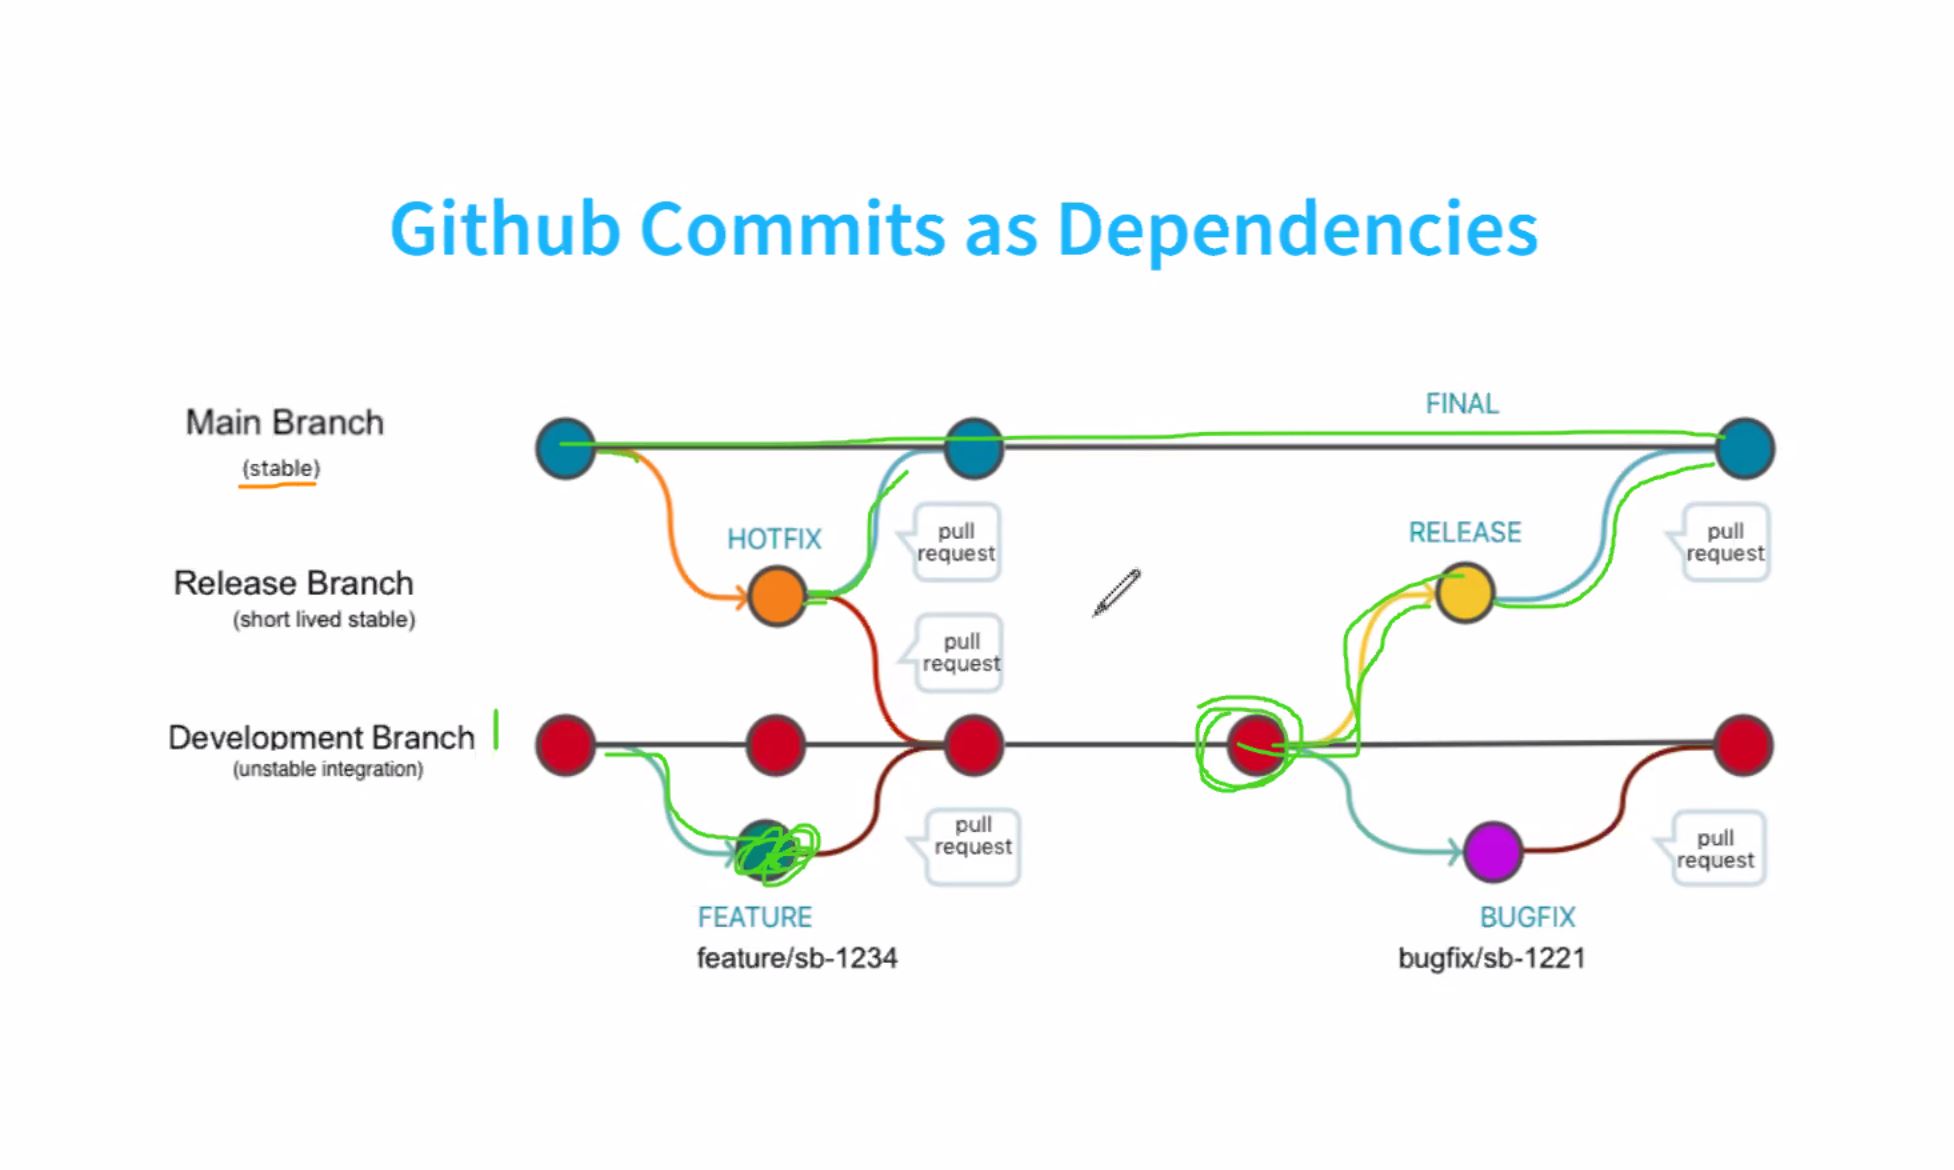 Github Commits as Dependencies
FINAL
Main Branch
(stable)
HOTFIX
pull
request
RELEASE
pull
request
Release Branch
(short lived stable)
pull
request
Development Branch
(unstable integration)
pull
request
pull
request
FEATURE
feature/sb-1234
BUGFIX
bugfix/sb-1221